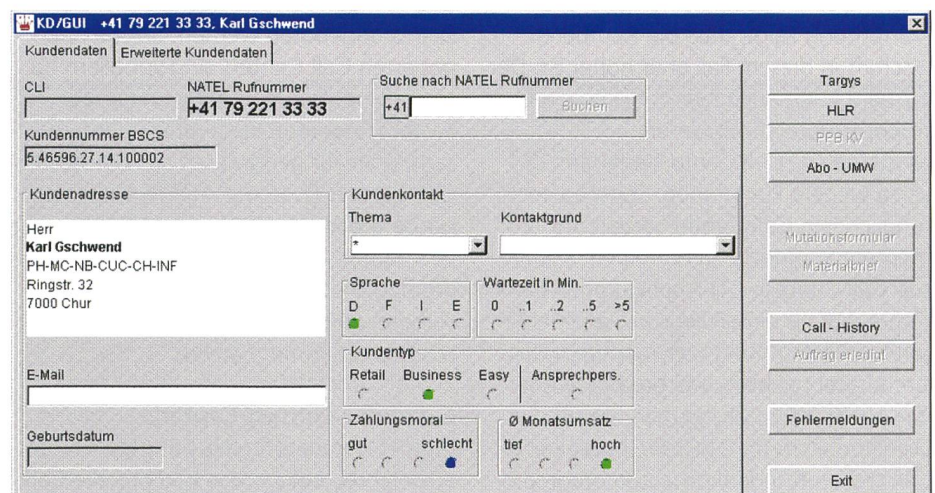 KD/GUI +41 79 221 33 33, Karl Gschwend
Kundendaten Erweiterte Kundendaten
CLI
NATEL Rufnummer
+41 79 221 33 33
Suche nach NATEL Rufnummer
+41 Suchen
Kundennummer BSCS
5.46596.27.14.100002
Kundenadresse
Herr
Karl Gschwend
PH-MC-NB-CUC-CH-INF
Ringstr. 32
7000 Chur
E-Mail
Geburtsdatum
Kundenkontakt
Thema Kontaktgrund
*
Sprache
D F I E
Wartezeit in Min.
0 ..1 ..2 ..5 >5
Kundentyp
Retail Business Easy Ansprechpers.
Zahlungsmoral
gut schlecht
Ø Monatsumsatz
tief hoch
Targys
HLR
PPB KV
Abo - UMW
Mutationsformular
Materialbrief
Call - History
Auftrag erledigt
Fehlermeldungen
Exit